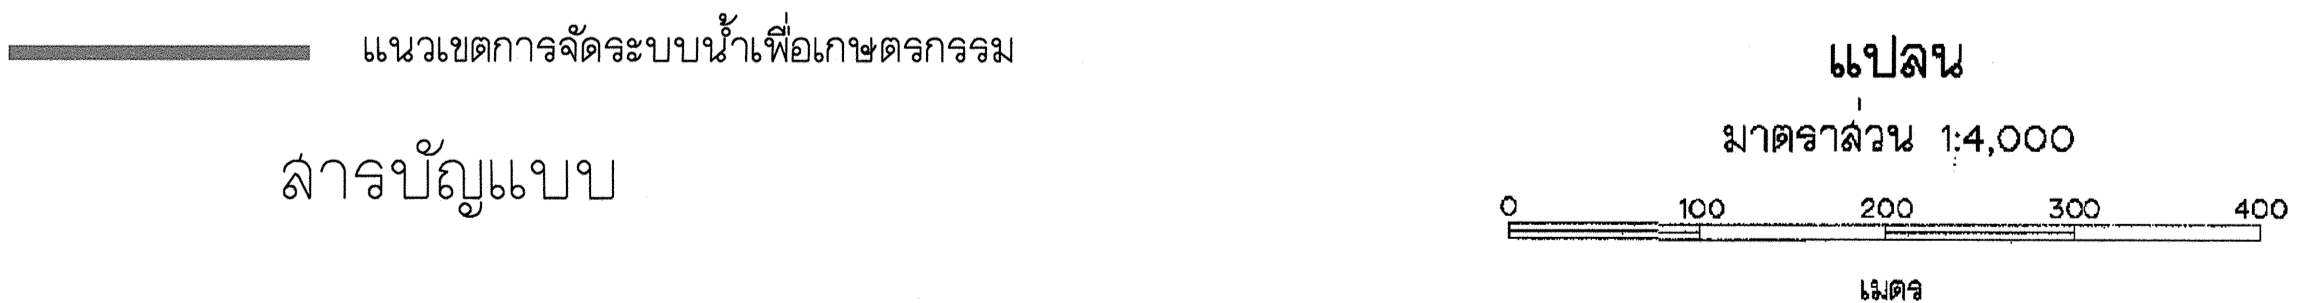 แนวเขตการจัดระบบน้ำเพื่อเกษตรกรรม
สารบัญแบบ
แปลน
มาตราส่วน 1:4,000
0 100 200 300 400
เมตร